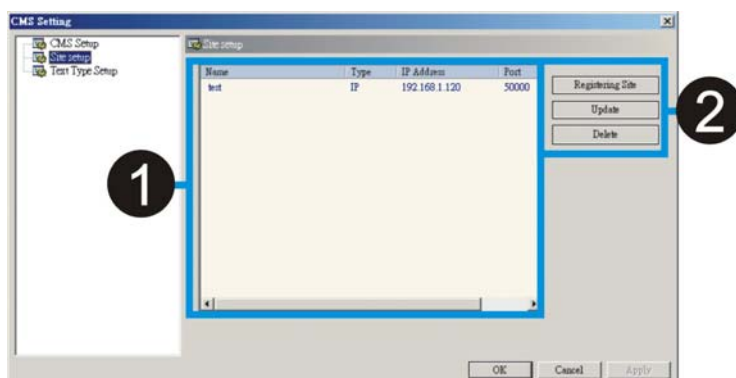 CMS Setting
CMS Setup
Site setup
Text Type Setup
Site setup
Name Type IP Address Port
test IP 192.168.1.120 50000
Registering Site
Update
Delete
1
2
OK Cancel Apply